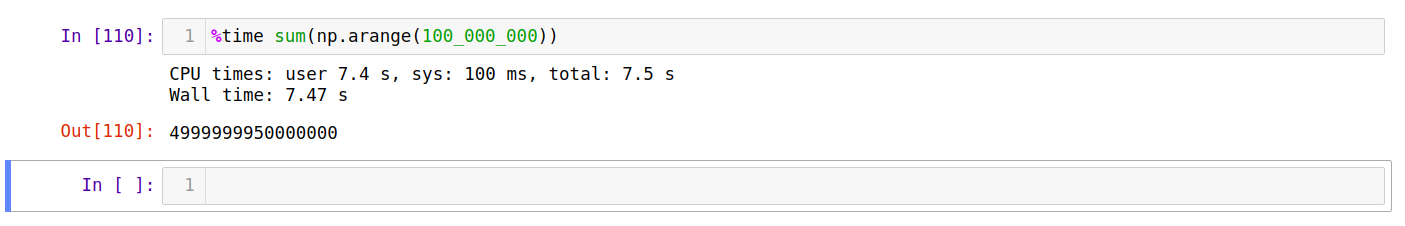 In [110]: 1 %time sum(np.arange(100_000_000))
CPU times: user 7.4 s, sys: 100 ms, total: 7.5 s
Wall time: 7.47 s
Out[110]: 4999999950000000
In [ ]: 1